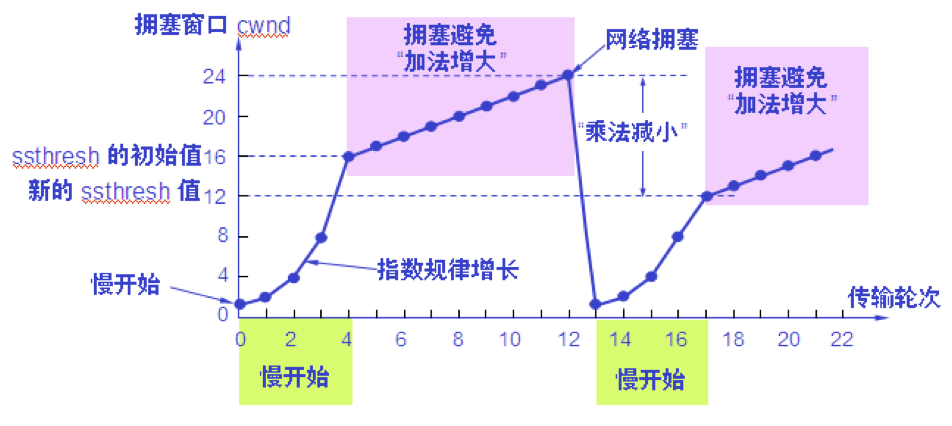 拥塞窗口 cwnd
拥塞避免
“加法增大”
网络拥塞
24
拥塞避免
“加法增大”
20
“乘法减小”
ssthresh 的初始值 16
新的 ssthresh 值 12
8
指数规律增长
4
慢开始
传输轮次
0
0 2 4 6 8 10 12 14 16 18 20 22
慢开始
慢开始